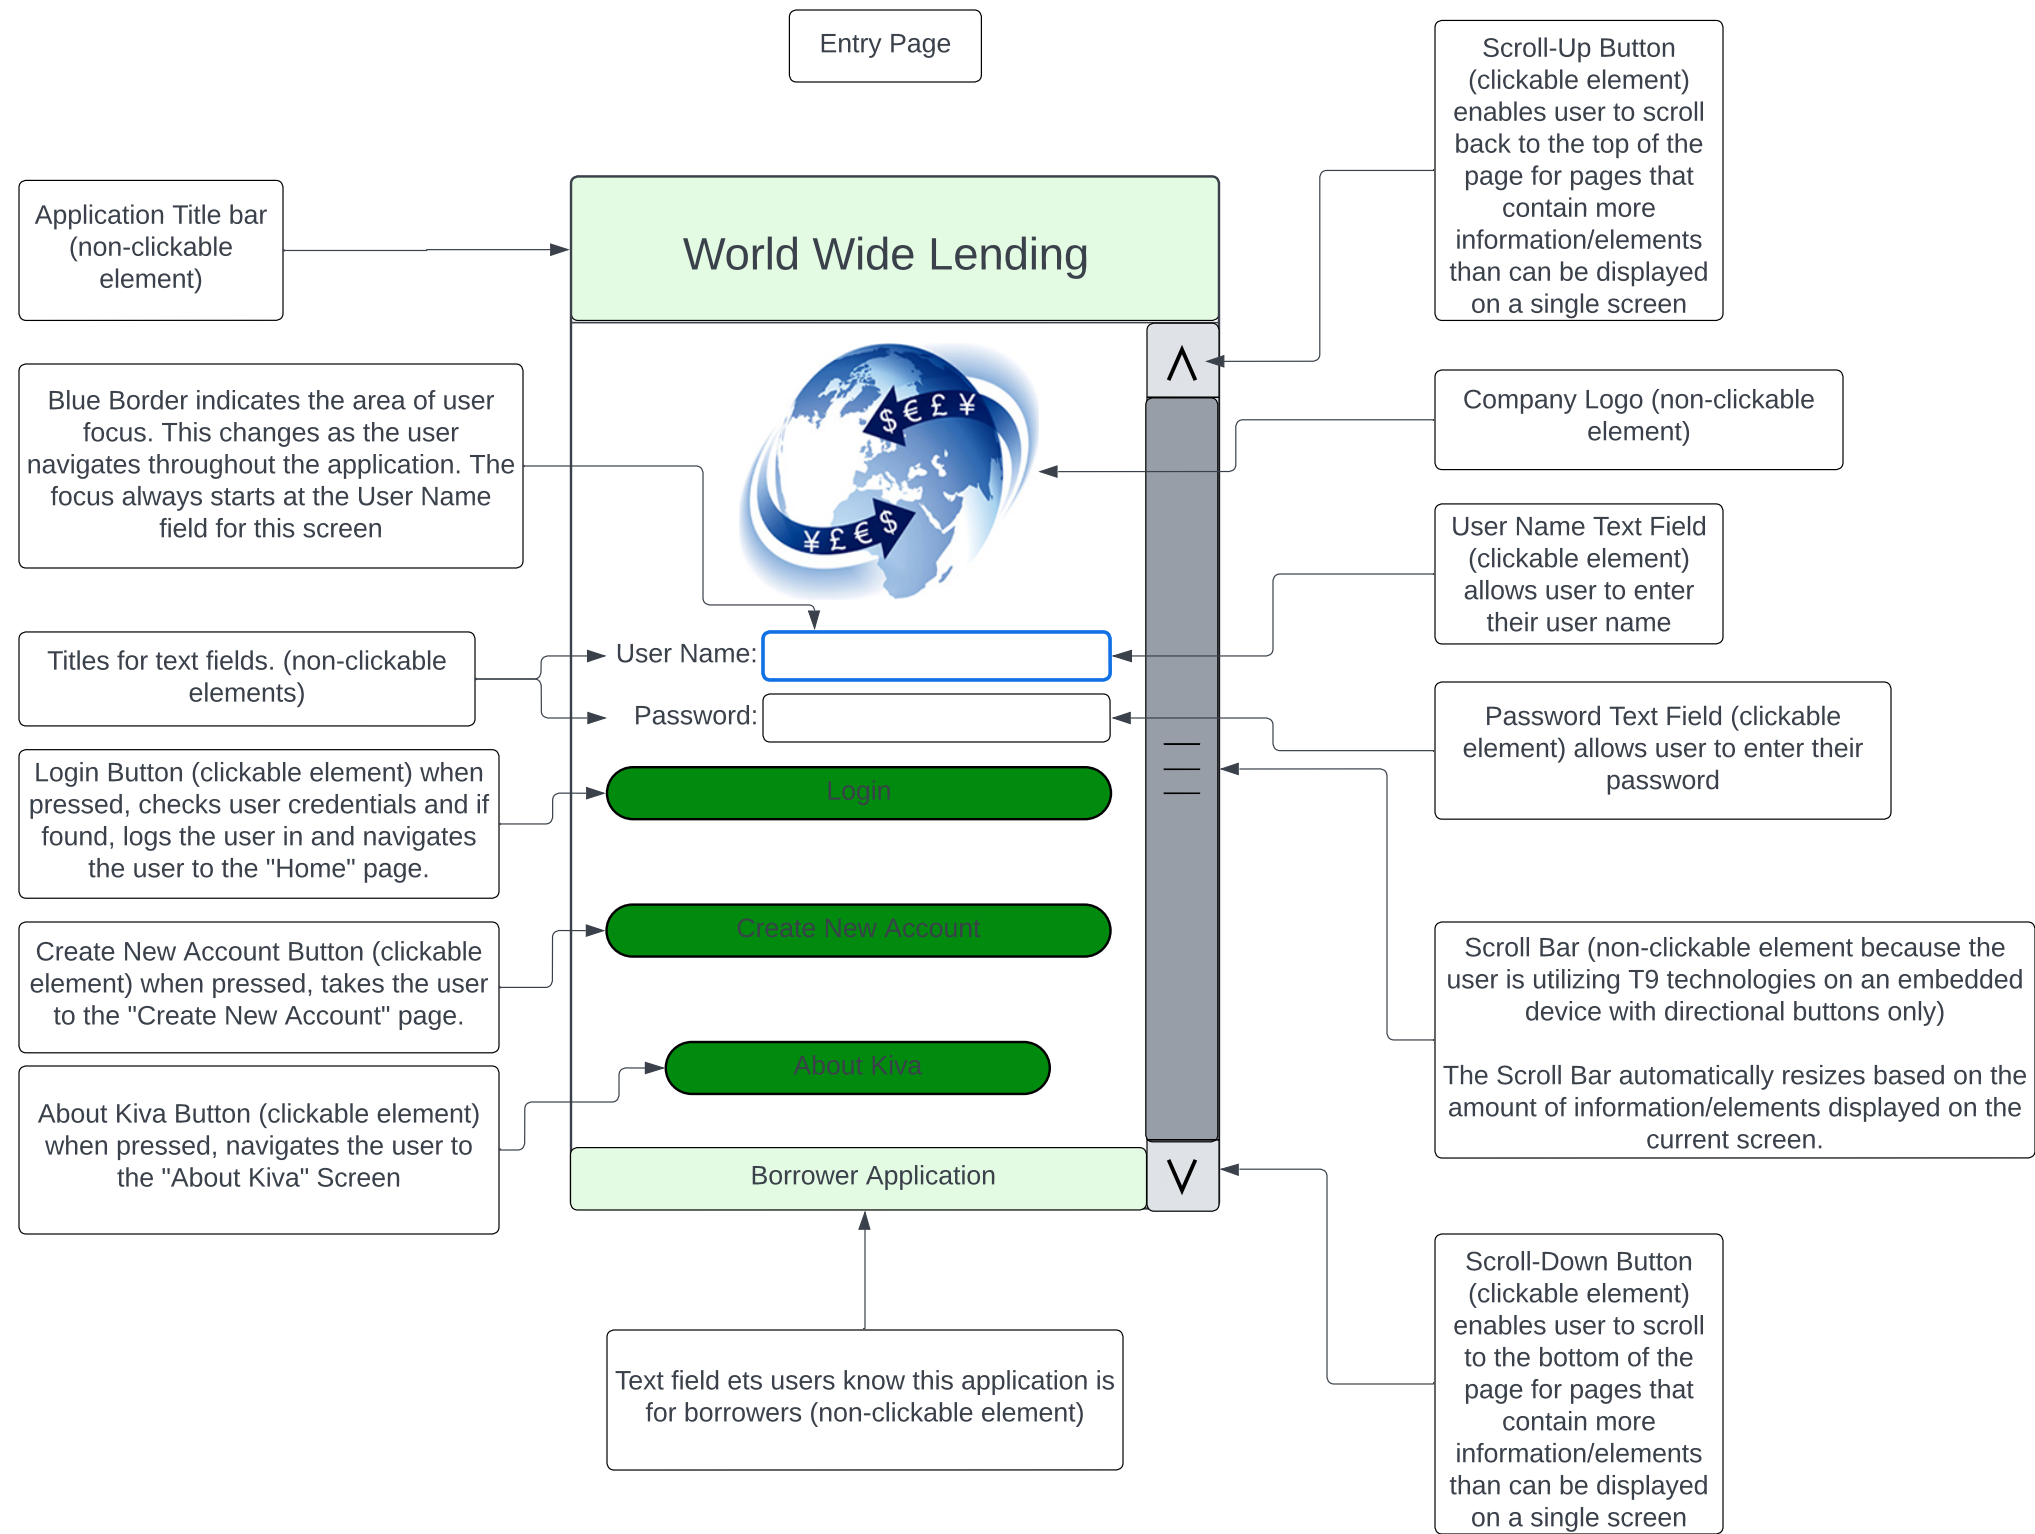 Entry Page
Scroll-Up Button
(clickable element)
enables user to scroll
back to the top of the
page for pages that
contain more
information/elements
than can be displayed
on a single screen
Application Title bar
(non-clickable
element)
World Wide Lending
Λ
Blue Border indicates the area of user
focus. This changes as the user
navigates throughout the application. The
focus always starts at the User Name
field for this screen
$ € £ ¥
¥ £ € $
Company Logo (non-clickable
element)
User Name Text Field
(clickable element)
allows user to enter
their user name
Titles for text fields. (non-clickable
elements)
User Name:
Password:
Password Text Field (clickable
element) allows user to enter their
password
Login Button (clickable element) when
pressed, checks user credentials and if
found, logs the user in and navigates
the user to the "Home" page.
Login
Create New Account Button (clickable
element) when pressed, takes the user
to the "Create New Account" page.
Create New Account
Scroll Bar (non-clickable element because the
user is utilizing T9 technologies on an embedded
device with directional buttons only)
The Scroll Bar automatically resizes based on the
amount of information/elements displayed on the
current screen.
About Kiva Button (clickable element)
when pressed, navigates the user to
the "About Kiva" Screen
About Kiva
Borrower Application
V
Text field ets users know this application is
for borrowers (non-clickable element)
Scroll-Down Button
(clickable element)
enables user to scroll
to the bottom of the
page for pages that
contain more
information/elements
than can be displayed
on a single screen